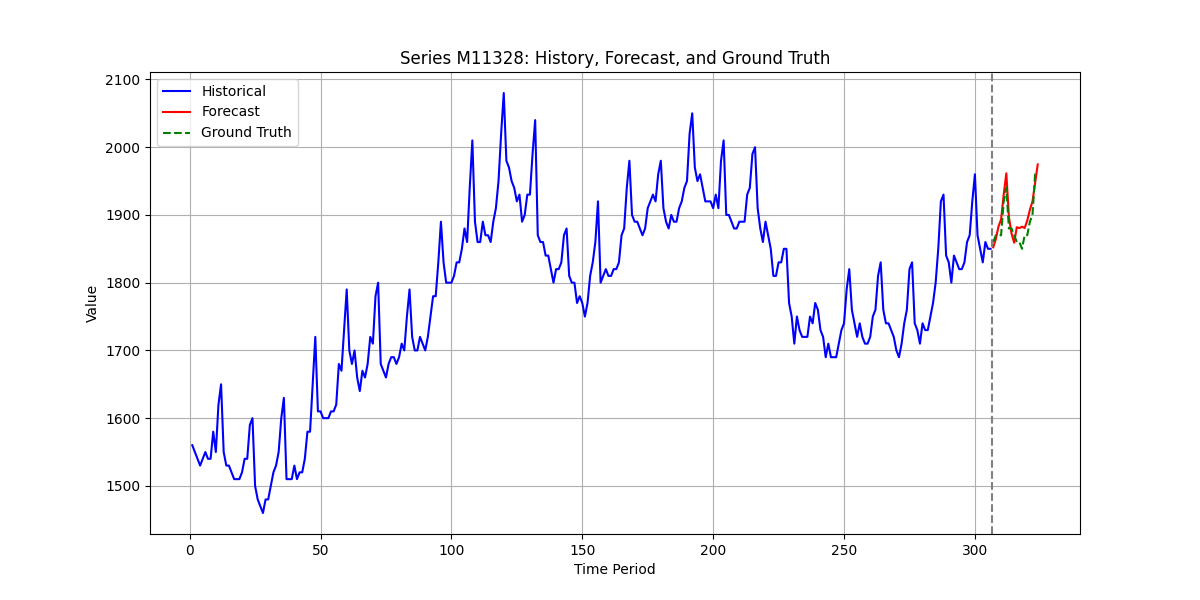 Series M11328: History, Forecast, and Ground Truth
Historical
Forecast
Ground Truth
2100
2000
1900
1800
1700
1600
1500
Value
0 50 100 150 200 250 300
Time Period